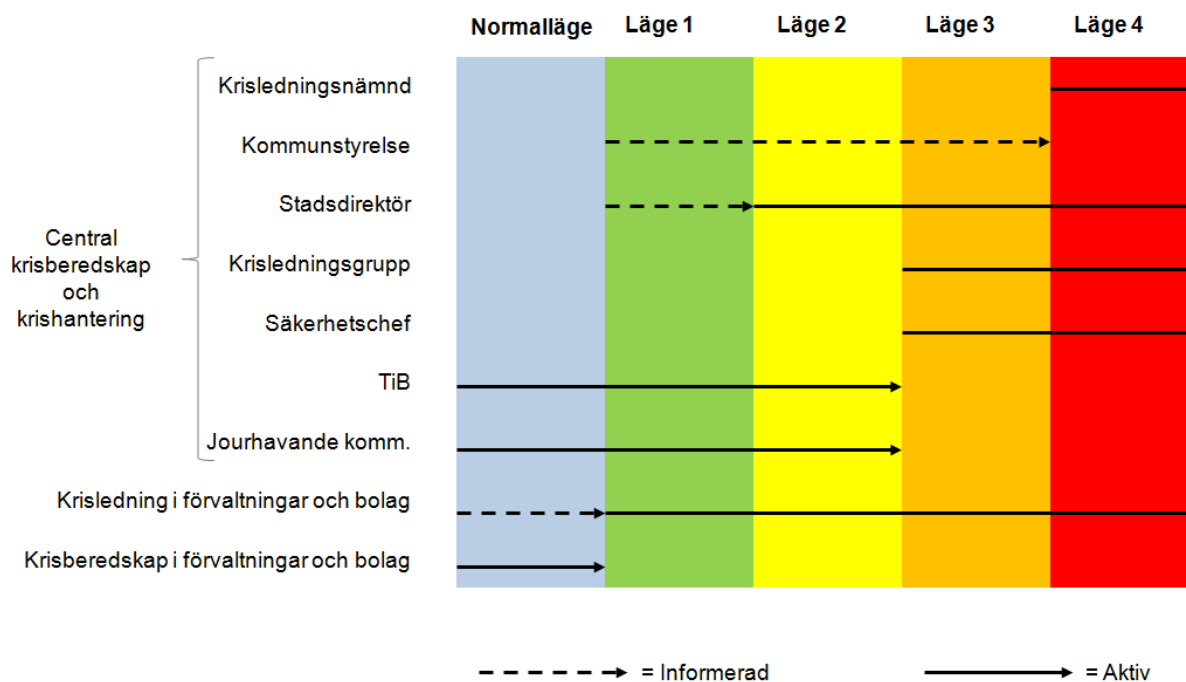 Normalläge Läge 1 Läge 2 Läge 3 Läge 4
Krisledningsnämnd
Kommunstyrelse
Stadsdirektör
Central
krisberedskap
och
krishantering
Krisledningsgrupp
Säkerhetschef
TiB
Jourhavande komm.
Krisledning i förvaltningar och bolag
Krisberedskap i förvaltningar och bolag
= Informerad = Aktiv